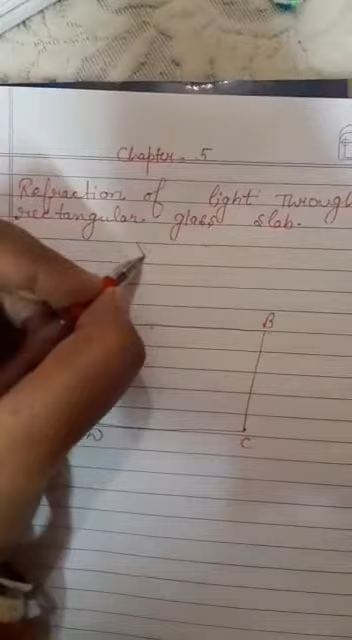 Chapter - 5
Refraction of light Through
rectangular glass slab.
B
D
C